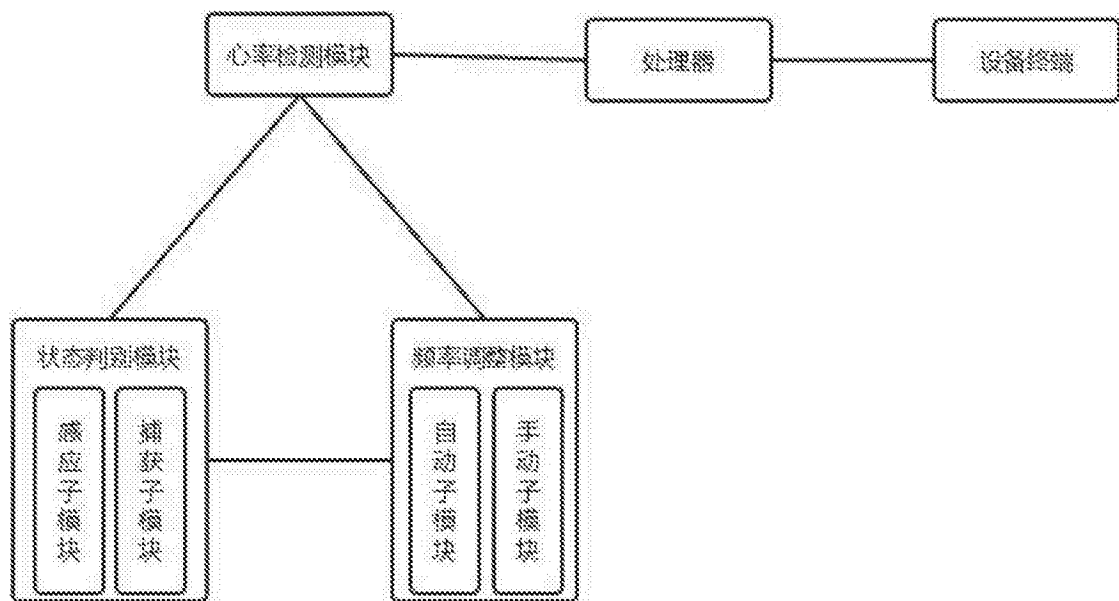 心率检测模块
处理器
设备终端
状态判别模块
感应子模块
捕获子模块
频率调整模块
自动子模块
手动子模块